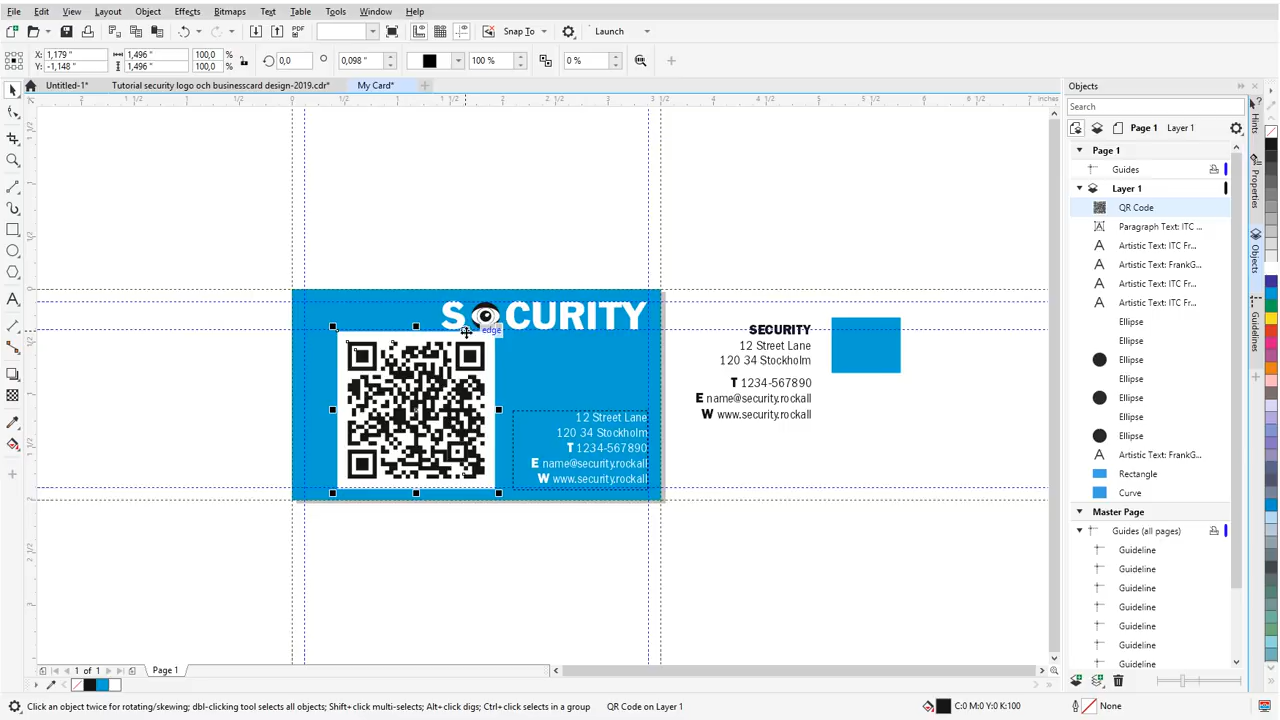 File Edit View Layout Object Effects Bitmaps Text Table Tools Window Help
PDF Snap To Launch
X: 1,179 " 1,496 " 100,0 % 0,0 0,098 " 100 % 0 %
Y: -1,148 " 1,496 " 100,0 %
Untitled-1* Tutorial security logo och businesscard design-2019.cdr* My Card*
inches
S CURITY
edge
12 Street Lane
120 34 Stockholm
T 1234-567890
E name@security.rockall
W www.security.rockall
SECURITY
12 Street Lane
120 34 Stockholm
T 1234-567890
E name@security.rockall
W www.security.rockall
Objects
Search
Page 1 Layer 1
Page 1
Guides
Layer 1
QR Code
Paragraph Text: ITC ...
Artistic Text: ITC Fr...
Artistic Text: FrankG...
Artistic Text: ITC Fr...
Artistic Text: ITC Fr...
Ellipse
Ellipse
Ellipse
Ellipse
Ellipse
Ellipse
Ellipse
Artistic Text: FrankG...
Rectangle
Curve
Master Page
Guides (all pages)
Guideline
Guideline
Guideline
Guideline
Guideline
Guideline
Guideline
Hints
Properties
Objects
Guidelines
1 of 1 Page 1
Click an object twice for rotating/skewing; dbl-clicking tool selects all objects; Shift+click multi-selects; Alt+click digs; Ctrl+click selects in a group QR Code on Layer 1 C:0 M:0 Y:0 K:100 None